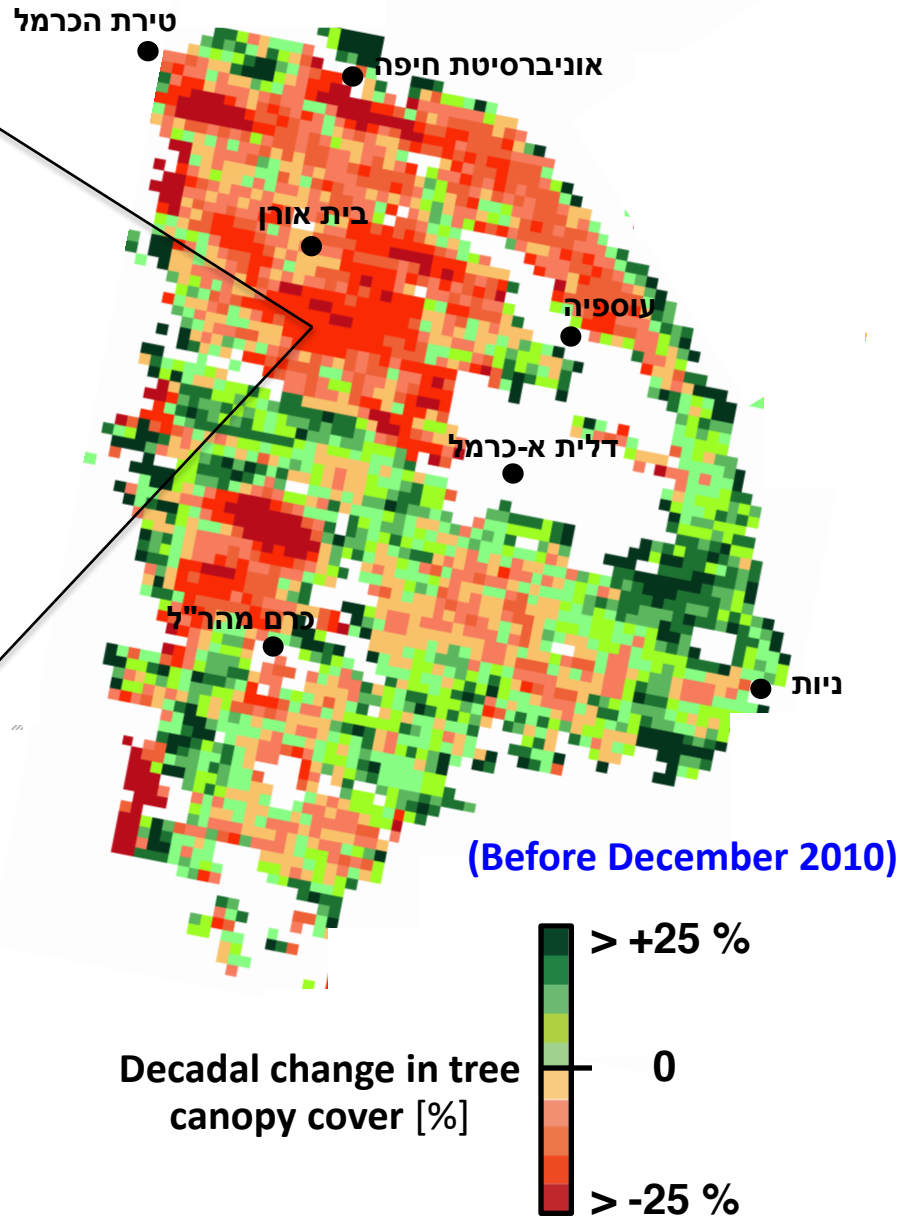 טירת הכרמל
אוניברסיטת חיפה
בית אורן
עוספיה
דלית א-כרמל
כרם מהר"ל
ניות
(Before December 2010)
> +25 %
0
Decadal change in tree
canopy cover [%]
> -25 %